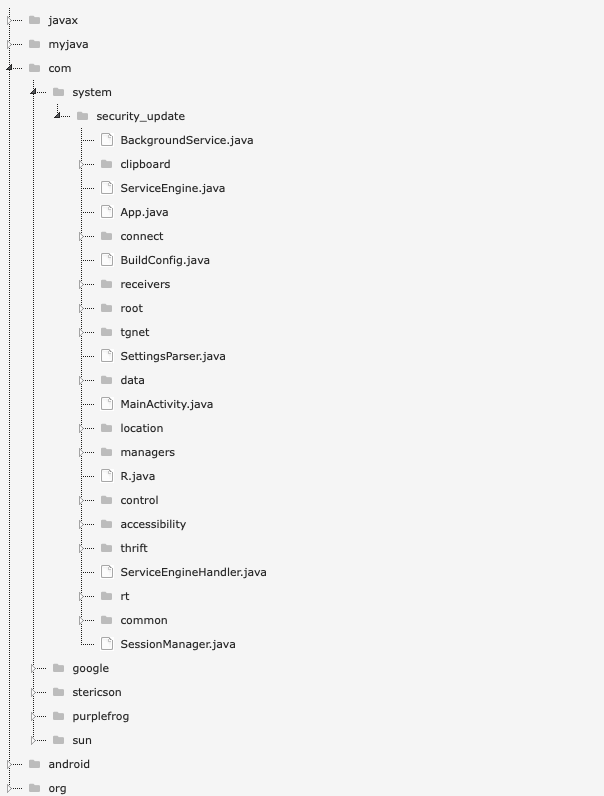 javax
myjava
com
system
security_update
BackgroundService.java
clipboard
ServiceEngine.java
App.java
connect
BuildConfig.java
receivers
root
tgnet
SettingsParser.java
data
MainActivity.java
location
managers
R.java
control
accessibility
thrift
ServiceEngineHandler.java
rt
common
SessionManager.java
google
stericson
purplefrog
sun
android
org